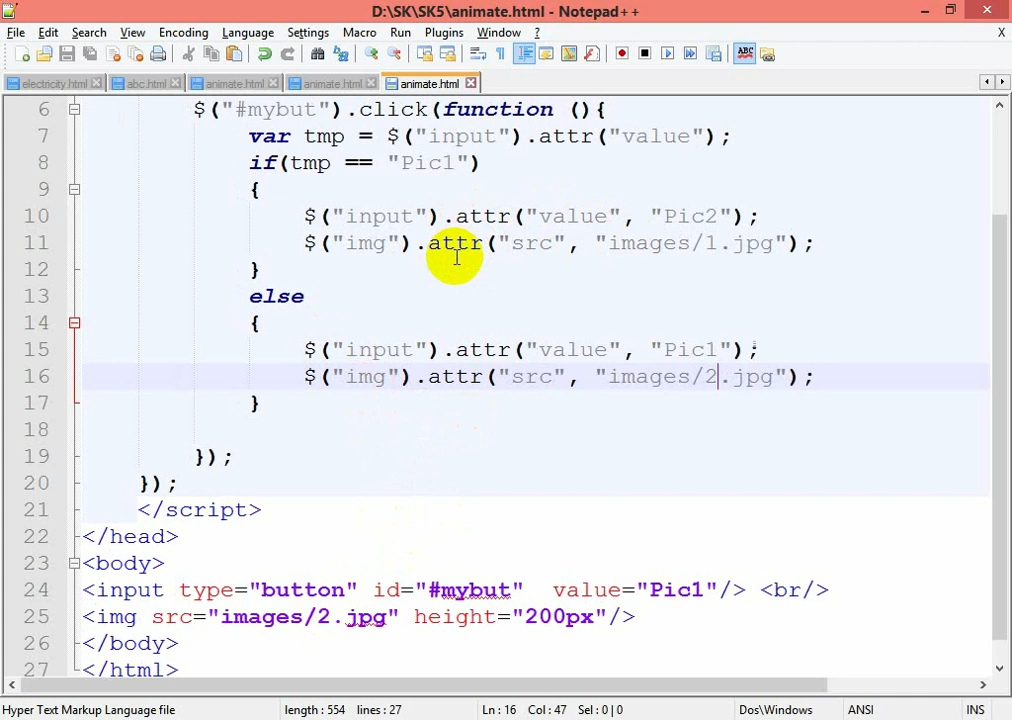 D:\SK\SK5\animate.html - Notepad++
File Edit Search View Encoding Language Settings Macro Run Plugins Window ? X
electricity.html abc.html animate.html animate.html animate.html
6 $("#mybut").click(function (){
7 var tmp = $("input").attr("value");
8 if(tmp == "Pic1")
9 {
10 $("input").attr("value", "Pic2");
11 $("img").attr("src", "images/1.jpg");
12 }
13 else
14 {
15 $("input").attr("value", "Pic1");
16 $("img").attr("src", "images/2.jpg");
17 }
18
19 });
20 });
21 </script>
22 </head>
23 <body>
24 <input type="button" id="#mybut" value="Pic1"/> <br/>
25 <img src="images/2.jpg" height="200px"/>
26 </body>
27 </html>
Hyper Text Markup Language file length : 554 lines : 27 Ln : 16 Col : 47 Sel : 0 | 0 Dos\Windows ANSI INS